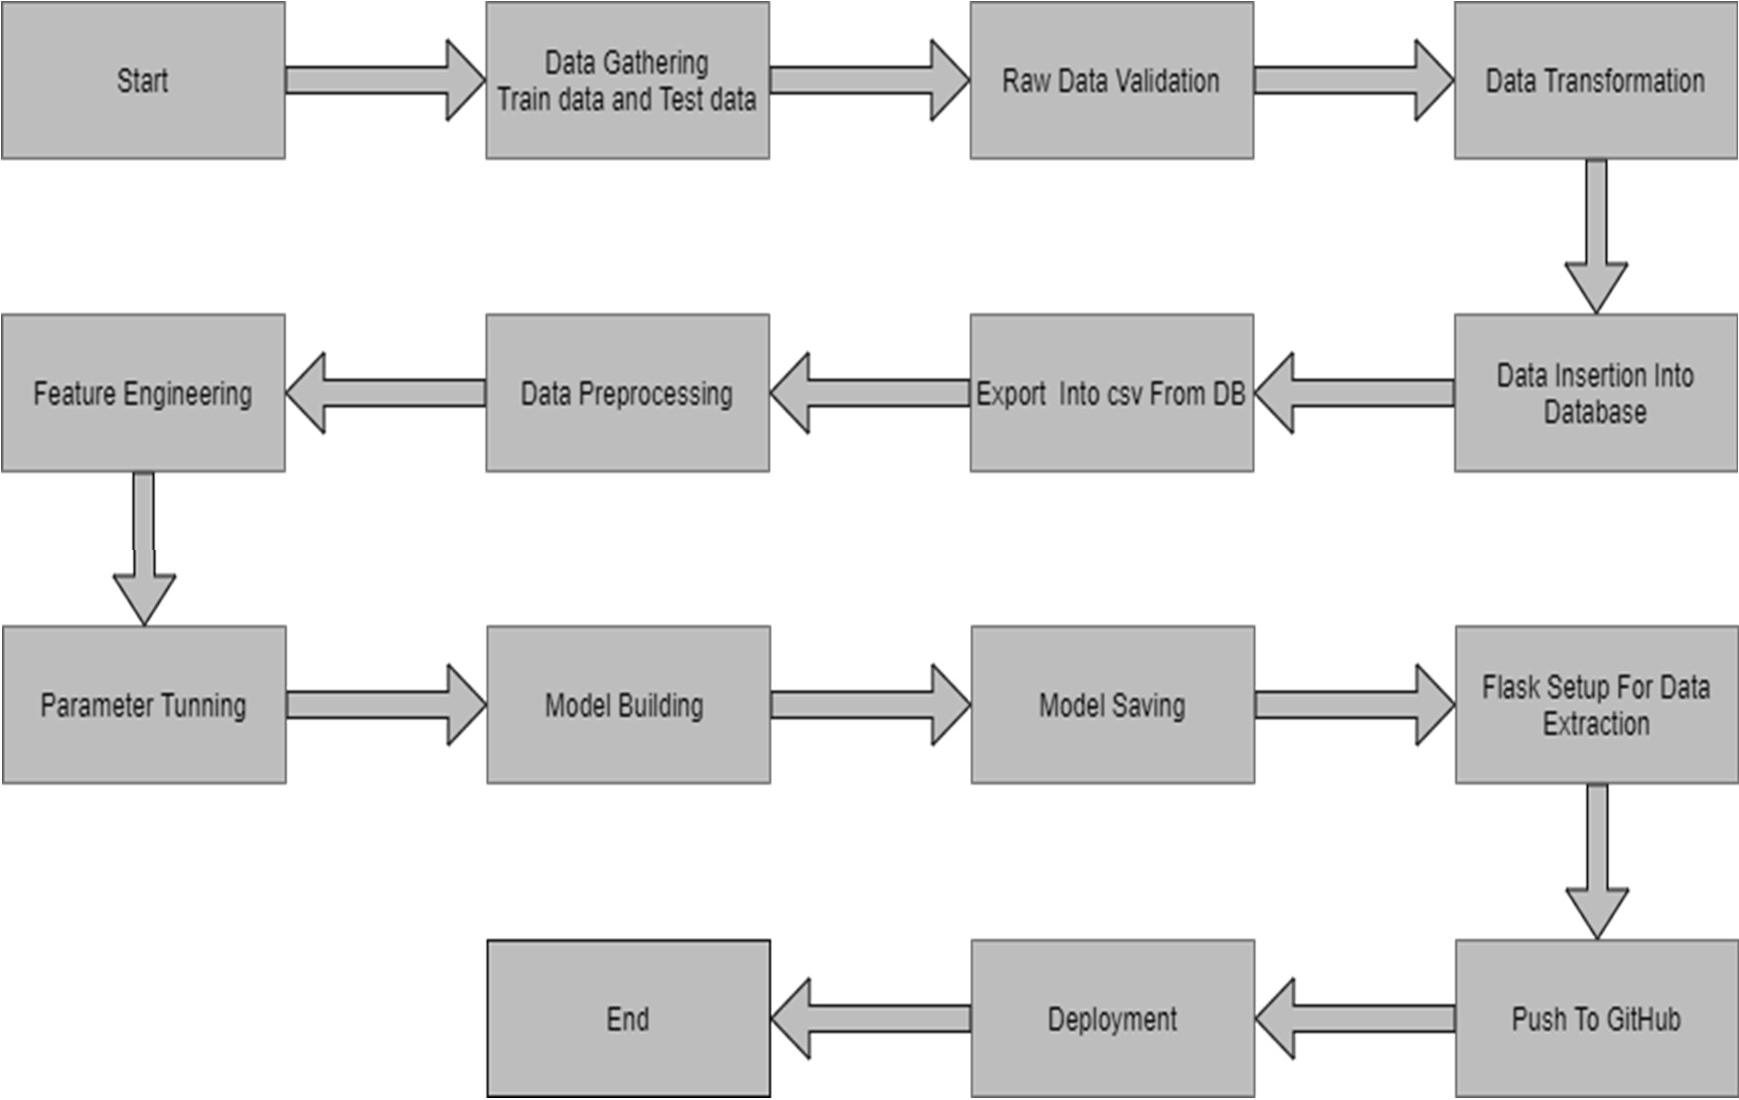 Start
Data Gathering
Train data and Test data
Raw Data Validation
Data Transformation
Data Insertion Into
Database
Export  Into csv From DB
Data Preprocessing
Feature Engineering
Parameter Tunning
Model Building
Model Saving
Flask Setup For Data
Extraction
Push To GitHub
Deployment
End